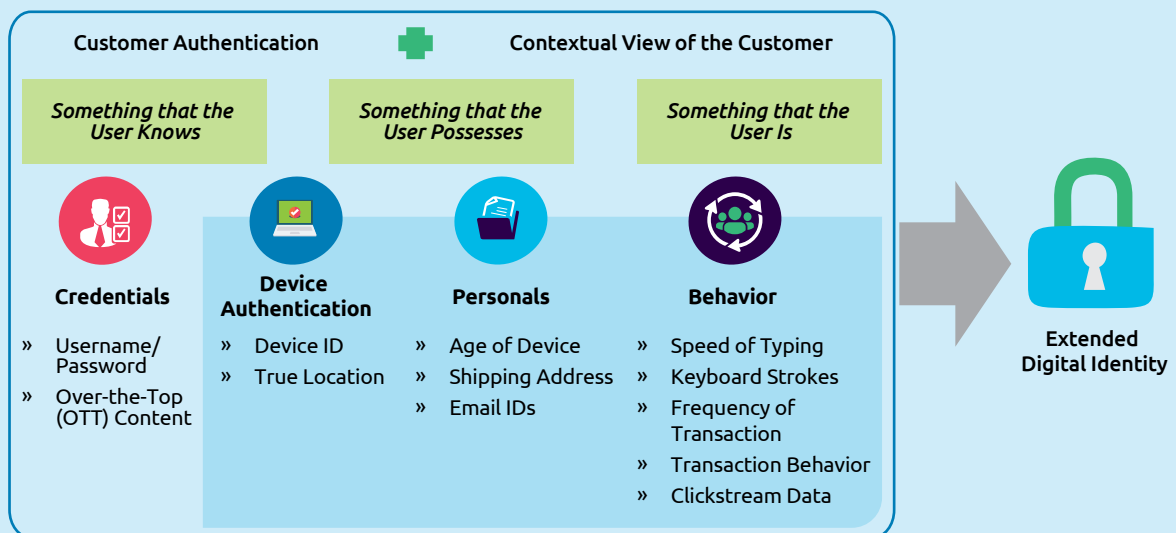 Customer Authentication
Contextual View of the Customer
Something that the
User Knows
Something that the
User Possesses
Something that the
User Is
Credentials
» Username/
Password
» Over-the-Top
(OTT) Content
Device
Authentication
» Device ID
» True Location
Personals
» Age of Device
» Shipping Address
» Email IDs
Behavior
» Speed of Typing
» Keyboard Strokes
» Frequency of
Transaction
» Transaction Behavior
» Clickstream Data
Extended
Digital Identity